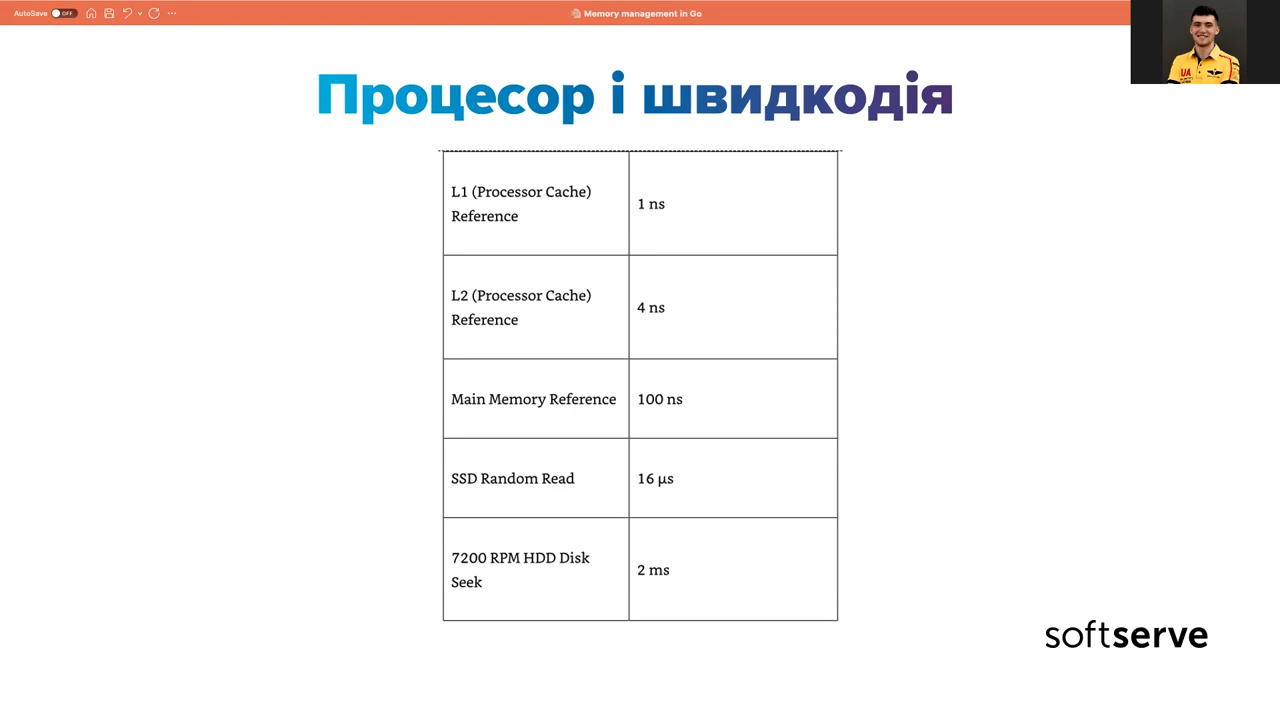 AutoSave OFF
Memory management in Go
UA
Процесор і швидкодія
L1 (Processor Cache)
Reference
1 ns
L2 (Processor Cache)
Reference
4 ns
Main Memory Reference
100 ns
SSD Random Read
16 μs
7200 RPM HDD Disk
Seek
2 ms
softserve